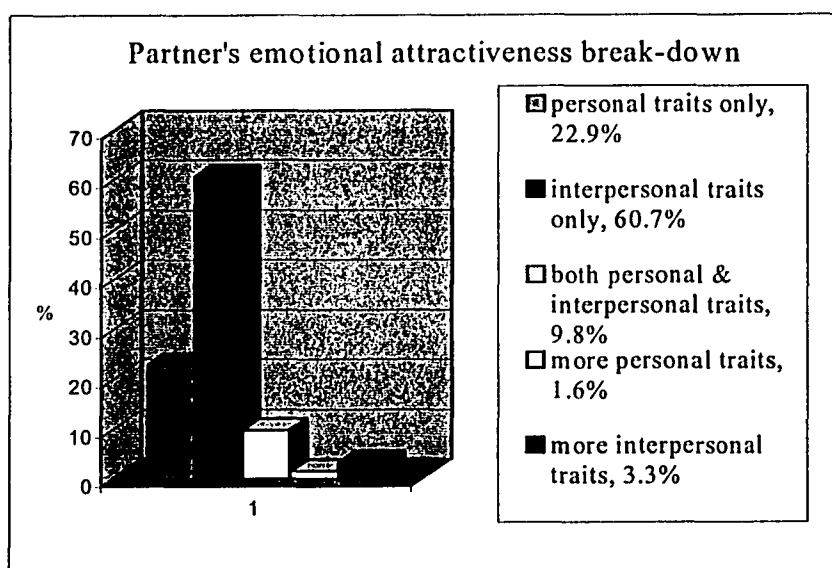 Partner's emotional attractiveness break-down
70
60
50
40
30
20
10
0
%
1
personal traits only,
22.9%
interpersonal traits
only, 60.7%
both personal &
interpersonal traits,
9.8%
more personal traits,
1.6%
more interpersonal
traits, 3.3%